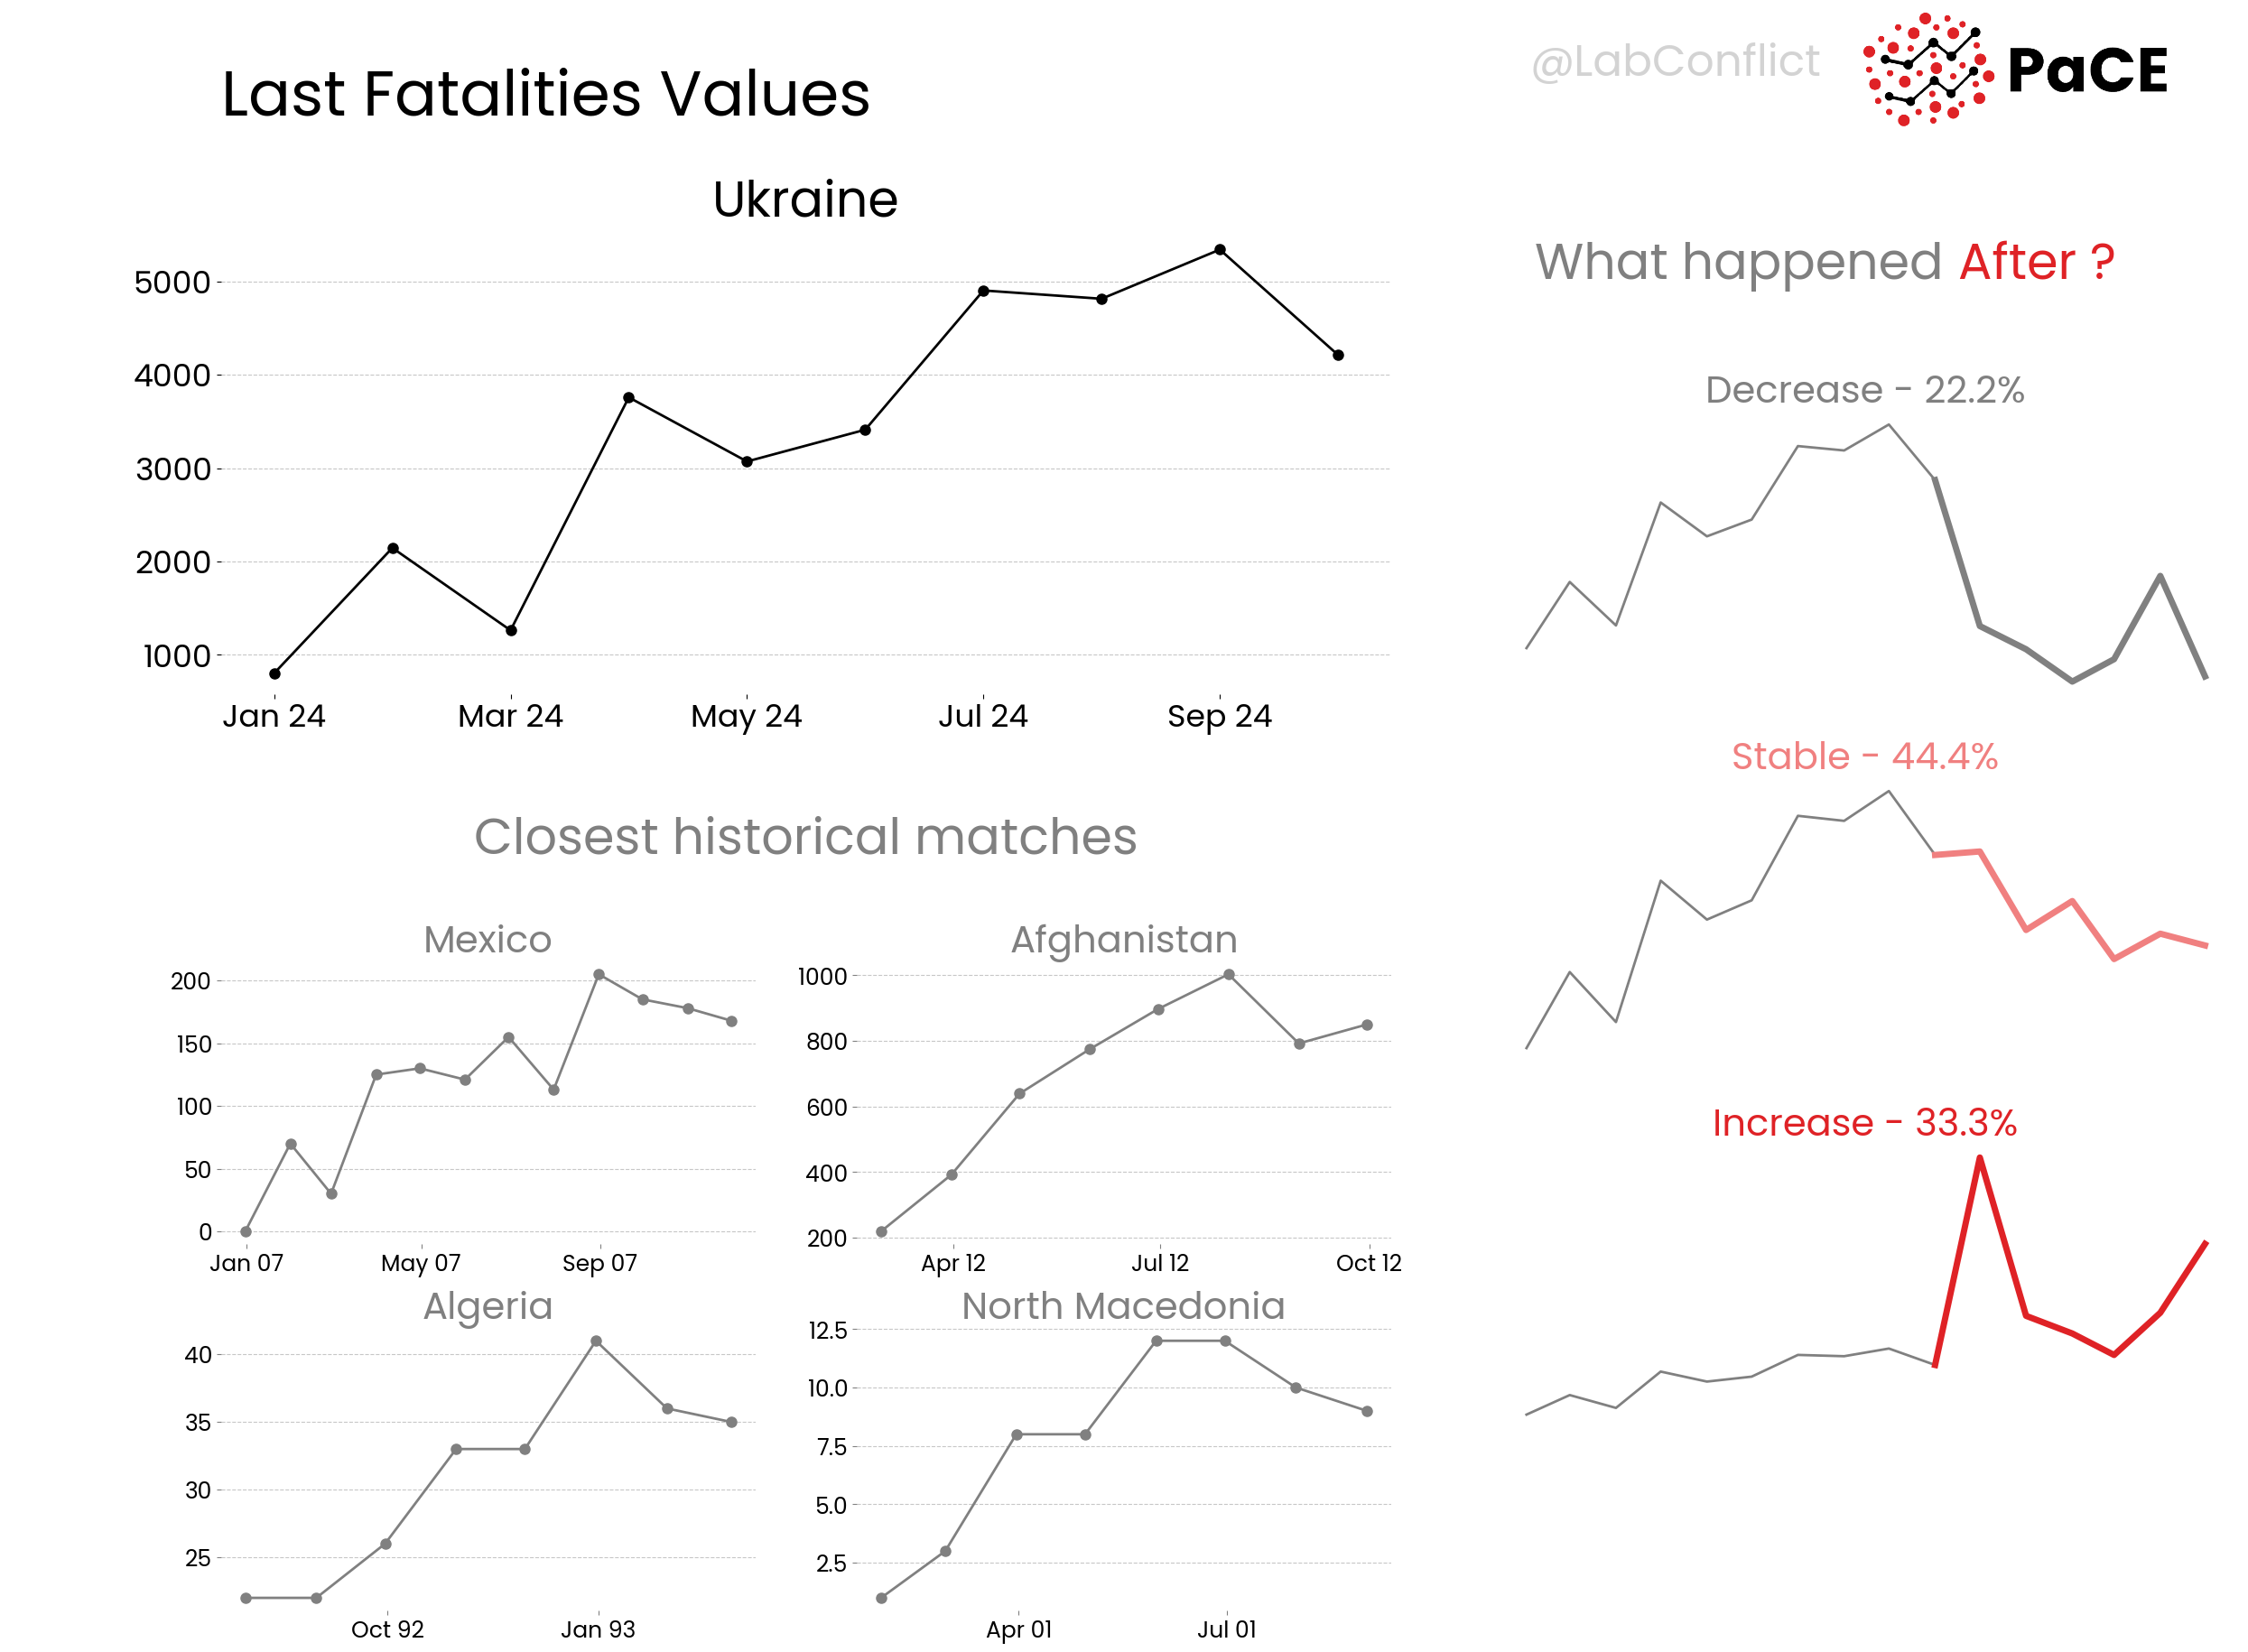 @LabConflict
PaCE
Last Fatalities Values
Ukraine
5000
4000
3000
2000
1000
Jan 24 Mar 24 May 24 Jul 24 Sep 24
What happened After ?
Decrease - 22.2%
Stable - 44.4%
Increase - 33.3%
Closest historical matches
Mexico
200
150
100
50
0
Jan 07 May 07 Sep 07
Afghanistan
1000
800
600
400
200
Apr 12 Jul 12 Oct 12
Algeria
40
35
30
25
Oct 92 Jan 93
North Macedonia
12.5
10.0
7.5
5.0
2.5
Apr 01 Jul 01